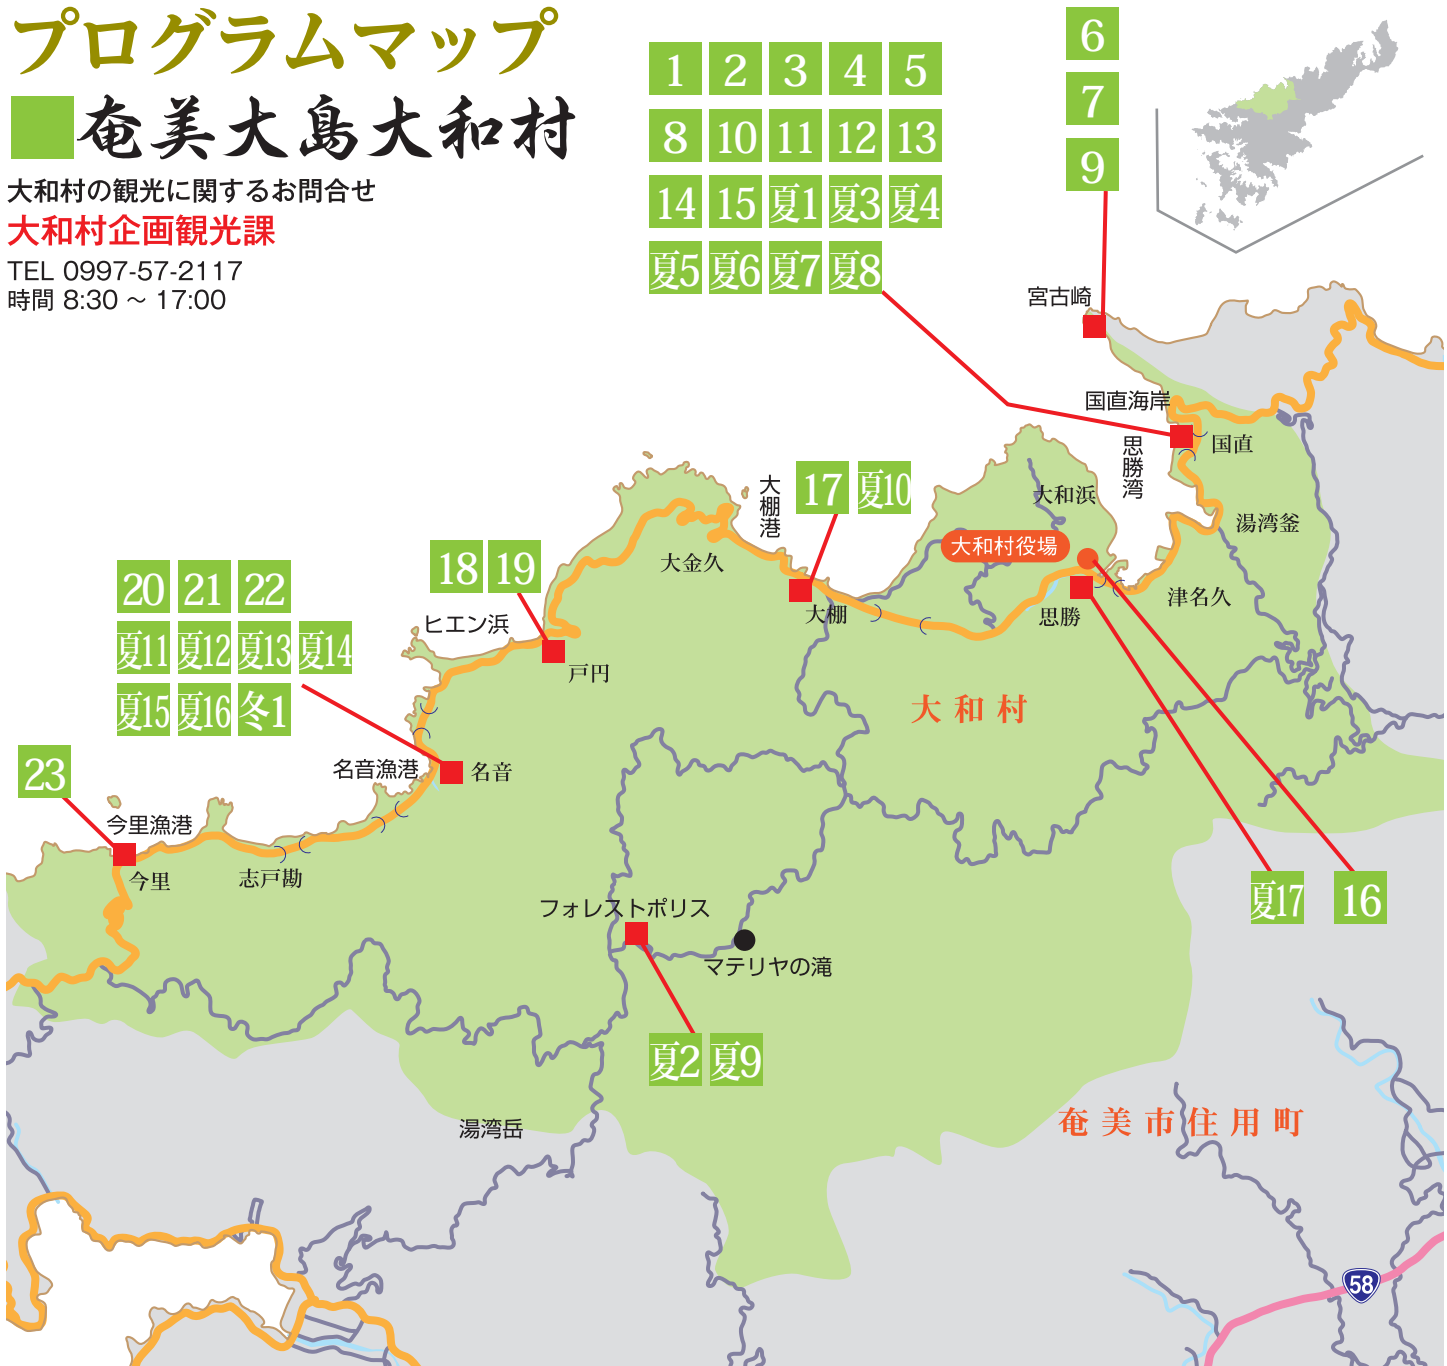 プログラムマップ
奄美大島大和村
大和村の観光に関するお問合せ
大和村企画観光課
TEL 0997-57-2117
時間 8:30 ～ 17:00
1 2 3 4 5
8 10 11 12 13
14 15 夏1 夏3 夏4
夏5 夏6 夏7 夏8
6
7
9
宮古崎
国直海岸
国直
思勝湾
大和浜
湯湾釜
大和村役場
津名久
思勝
17 夏10
大棚港
大棚
大金久
18 19
ヒエン浜
戸円
20 21 22
夏11 夏12 夏13 夏14
夏15 夏16 冬1
大和村
名音漁港
名音
23
今里漁港
今里
志戸勘
夏17 16
フォレストポリス
マテリヤの滝
夏2 夏9
湯湾岳
奄美市住用町
58